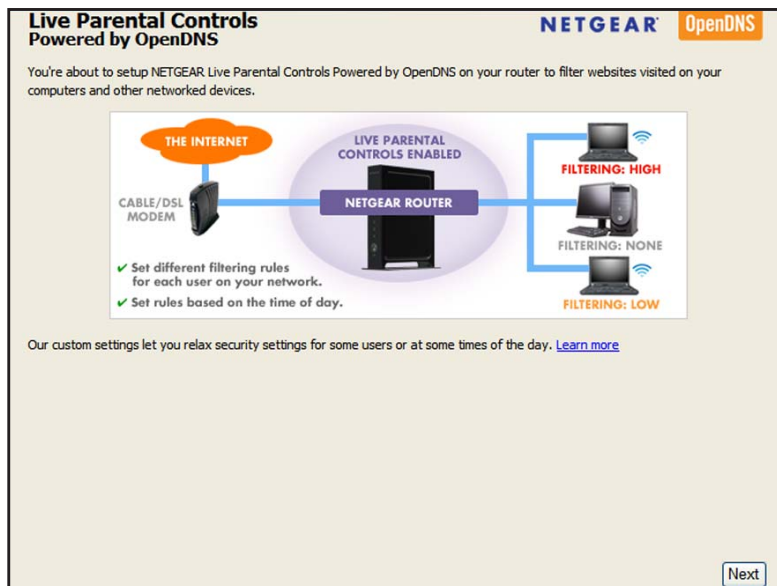 Live Parental Controls
Powered by OpenDNS
NETGEAR
OpenDNS
You're about to setup NETGEAR Live Parental Controls Powered by OpenDNS on your router to filter websites visited on your
computers and other networked devices.
THE INTERNET
LIVE PARENTAL
CONTROLS ENABLED
FILTERING: HIGH
CABLE/DSL
MODEM
NETGEAR ROUTER
FILTERING: NONE
✓ Set different filtering rules
for each user on your network.
✓ Set rules based on the time of day.
FILTERING: LOW
Our custom settings let you relax security settings for some users or at some times of the day. Learn more
Next